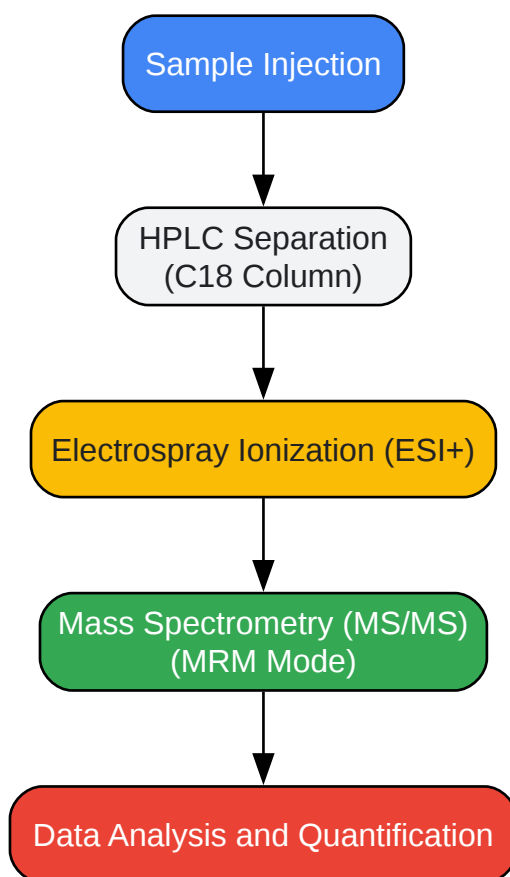 Sample Injection
HPLC Separation
(C18 Column)
Electrospray Ionization (ESI+)
Mass Spectrometry (MS/MS)
(MRM Mode)
Data Analysis and Quantification